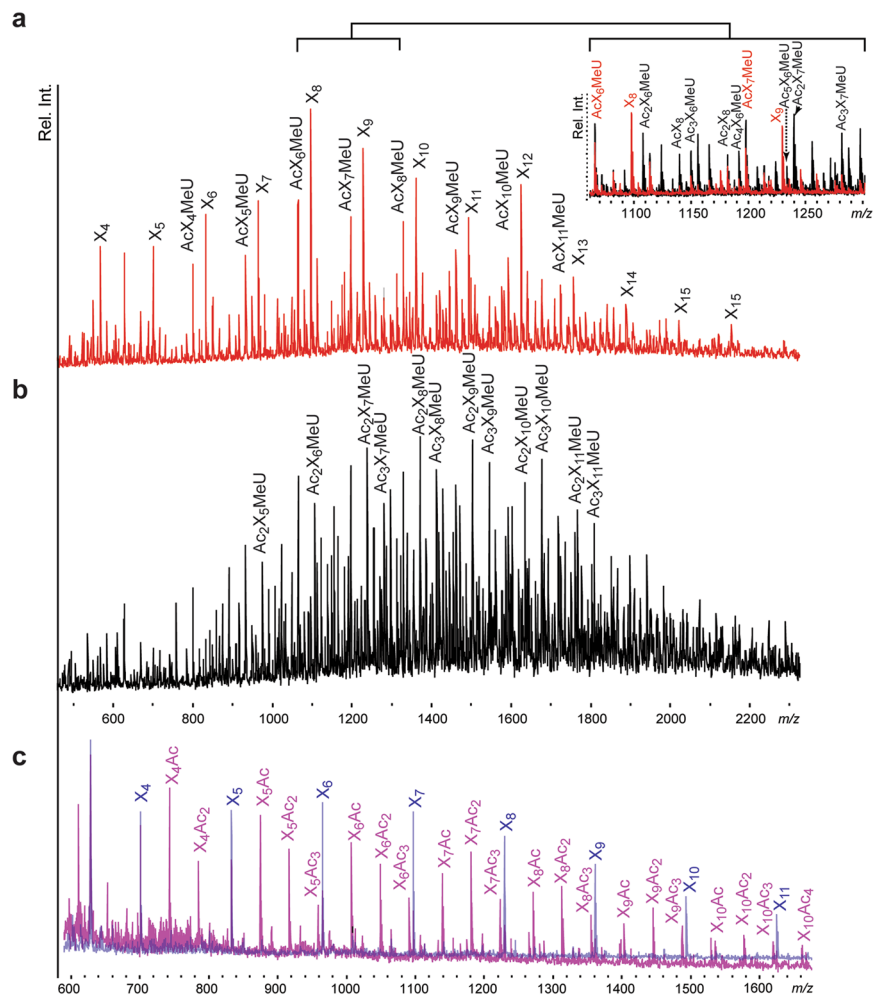 a
Rel. Int.
X4
X5
AcX4MeU
X6
AcX5MeU
X7
AcX6MeU
X8
AcX7MeU
X9
AcX8MeU
X10
AcX9MeU
X11
AcX10MeU
X12
AcX11MeU
X13
X14
X15
X15
Rel. Int.
AcX6MeU
X8
Ac2X6MeU
AcX8
Ac3X6MeU
Ac2X8
Ac4X6MeU
AcX7MeU
X9
Ac5X6MeU
Ac2X7MeU
Ac3X7MeU
1100 1150 1200 1250 m/z
b
Ac2X5MeU
Ac2X6MeU
Ac2X7MeU
Ac3X7MeU
Ac2X8MeU
Ac3X8MeU
Ac2X9MeU
Ac3X9MeU
Ac2X10MeU
Ac3X10MeU
Ac2X11MeU
Ac3X11MeU
600 800 1000 1200 1400 1600 1800 2000 2200 m/z
c
X4
X4Ac
X4Ac2
X5
X5Ac
X5Ac2
X5Ac3
X6
X6Ac
X6Ac2
X6Ac3
X7
X7Ac
X7Ac2
X7Ac3
X8
X8Ac
X8Ac2
X8Ac3
X9
X9Ac
X9Ac2
X9Ac3
X10
X10Ac
X10Ac2
X10Ac3
X11
X10Ac4
600 700 800 900 1000 1100 1200 1300 1400 1500 1600 m/z